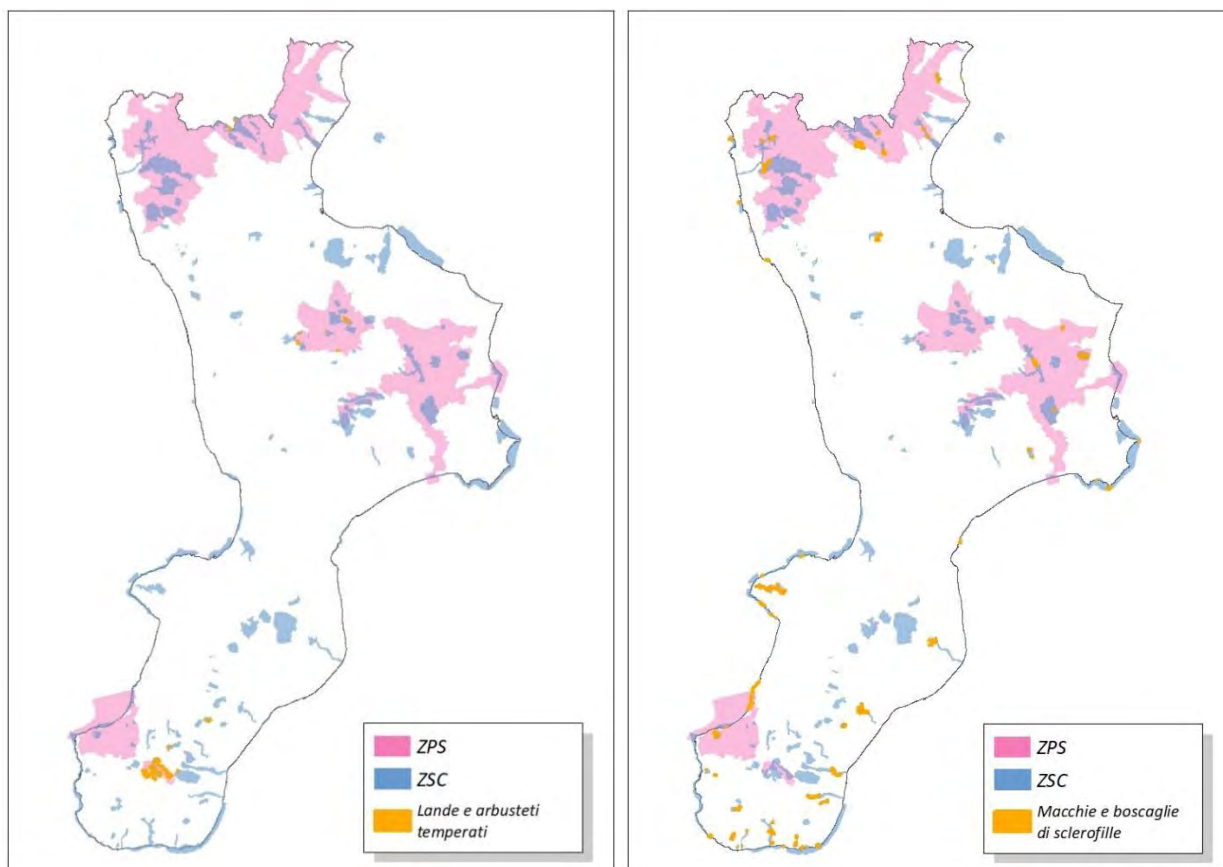 ZPS
ZSC
Lande e arbusteti
temperati
ZPS
ZSC
Macchie e boscaglie
di sclerofille